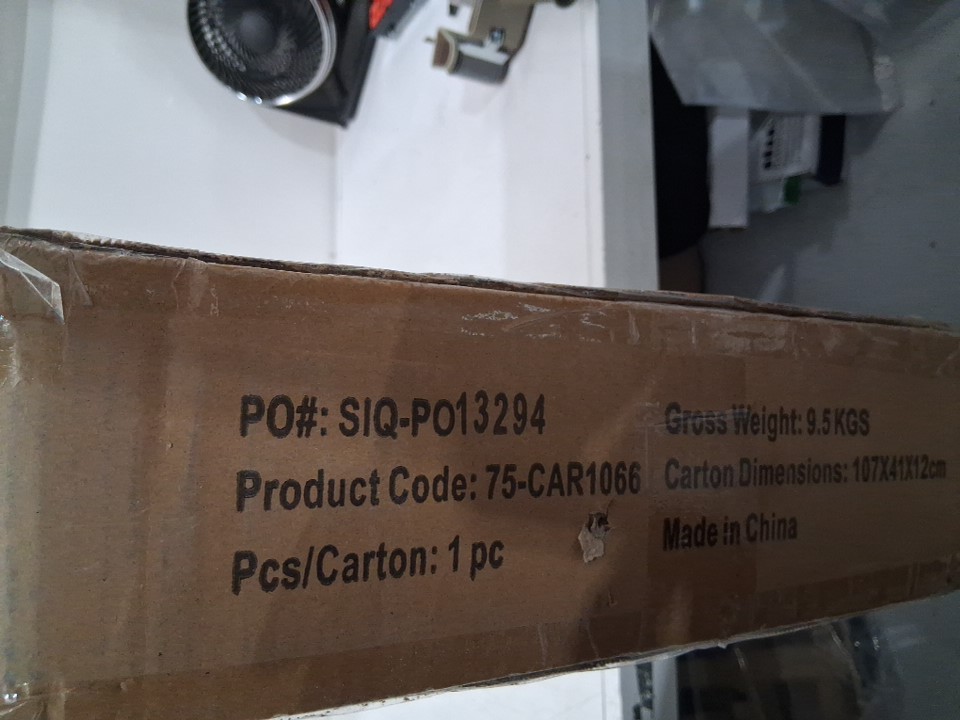 PO#: SIQ-PO13294
Product Code: 75-CAR1066
Pcs/Carton: 1 pc
Gross Weight: 9.5 KGS
Carton Dimensions: 107X41X12cm
Made in China